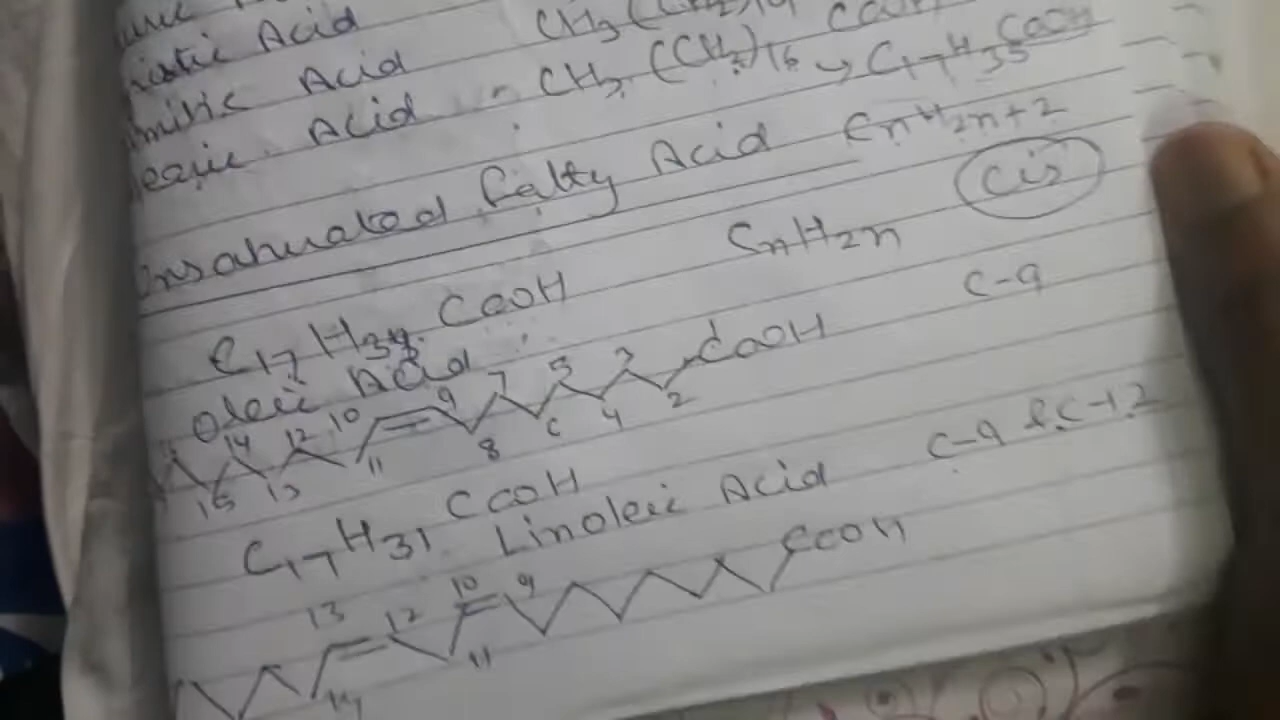 Acid CH3 (CH2)
Acid COOH
Acid - CH3 (CH2)16 → C17H35 COOH
Fatty Acid CnH2n+2
CnH2n cis
C17H33 COOH C-9
Oleic Acid COOH
14 12 10 9 7 5 3
15 13 11 8 6 4 2
C17H31 COOH C-9 & C-12
Linoleic Acid
13 12 10 9 COOH
14 11